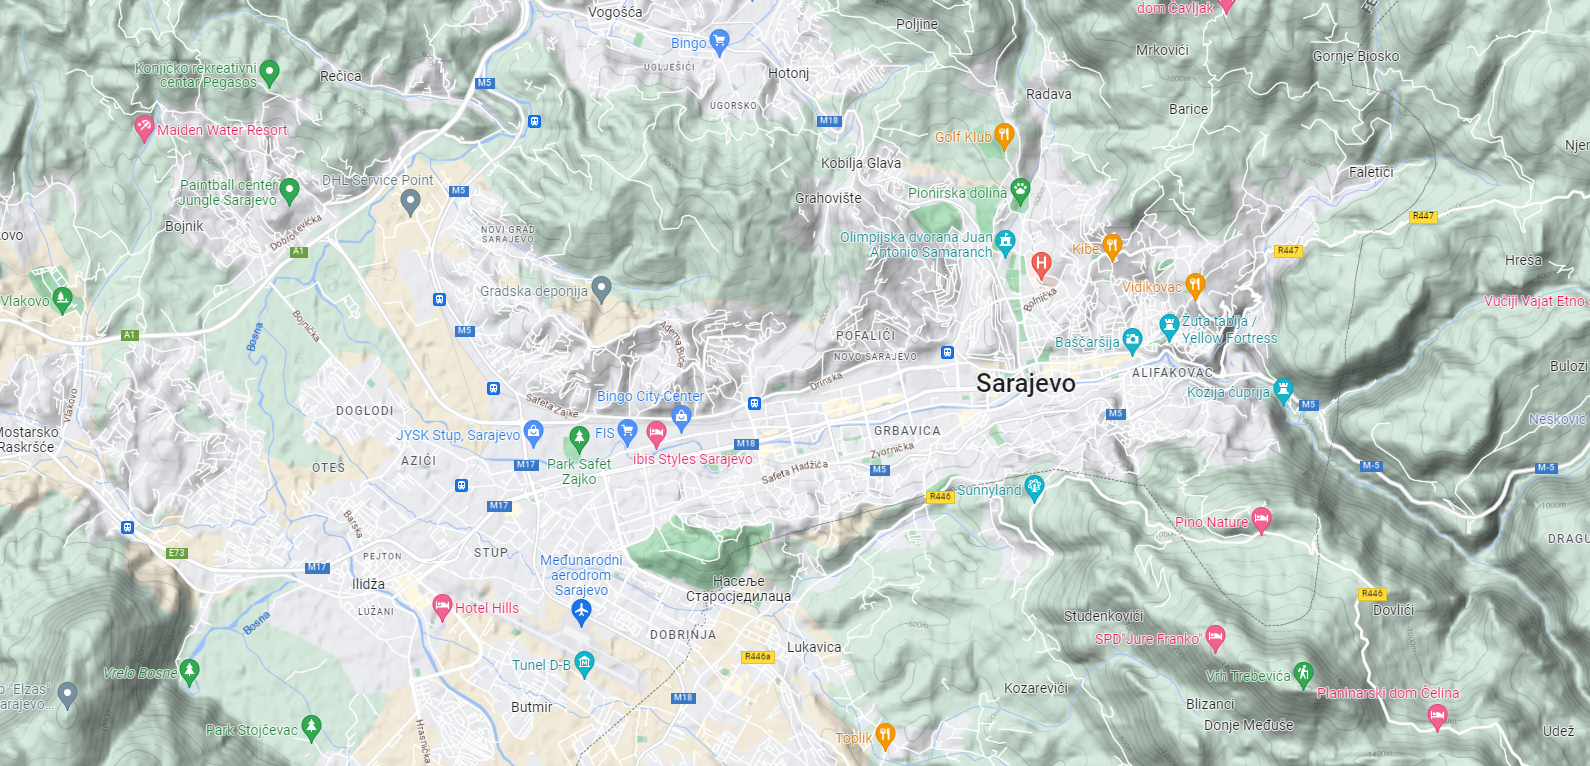 Vogošća
Poljine
dom Čavljak
Bingo
Mrkovići
Gornje Biosko
UGLJEŠIĆI
Konjičko rekreativni
centar Pegasos
Rečica
Hotonj
M5
Radava
UGORSKO
Barice
M18
Maiden Water Resort
Golf Klub
Kobilja Glava
Faletići
Paintball center
Jungle Sarajevo
DHL Service Point
M5
Grahovište
Pionirska dolina
Bojnik
Dobroševićka
R447
NOVI GRAD
SARAJEVO
Olimpijska dvorana Juan
Antonio Samaranch
Kibe
R447
A1
Hreša
Gradska deponija
Vidikovac
Bolnička
Vlakovo
Vučiji Vajat Etno
Bosna
Bojnička
A1
M5
Adema Buće
POFALIĆI
NOVO SARAJEVO
Baščaršija
Žuta tabija /
Yellow Fortress
Bulozi
Sarajevo
ALIFAKOVAC
Drinska
Kozija ćuprija
Vlakovo
Safeta Zajke
Bingo City Center
M5
M5
DOGLODI
Nešković
Mostarsko
Raskršće
JYSK Stup, Sarajevo
FIS
GRBAVICA
M18
Zvornička
OTES
AZIĆI
M17
Park Safet
Zajko
ibis Styles Sarajevo
Safeta Hadžića
M5
M-5
M-5
Sunnyland
R446
M17
Barska
Pino Nature
E73
PEJTON
STUP
M17
Ilidža
Međunarodni
aerodrom
Sarajevo
Насеље
Старосједилаца
R446
Dovlići
LUŽANI
Hotel Hills
Studenkovići
Bosna
DOBRINJA
SPD"Jure Franko"
Lukavica
R446a
Tunel D-B
Vrelo Bosne
Vrh Trebevića
Kozarevići
Planinarski dom Čelina
M18
Butmir
Blizanci
Park Stojčevac
Donje Međuše
Hrasnička
Toplik
Udež